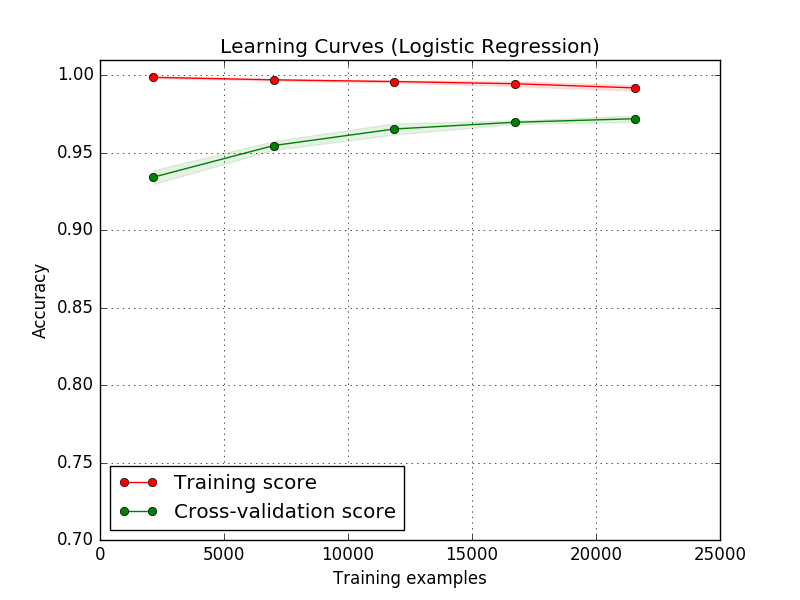 Learning Curves (Logistic Regression)
1.00
0.95
0.90
0.85
0.80
0.75
0.70
Accuracy
Training score
Cross-validation score
0 5000 10000 15000 20000 25000
Training examples